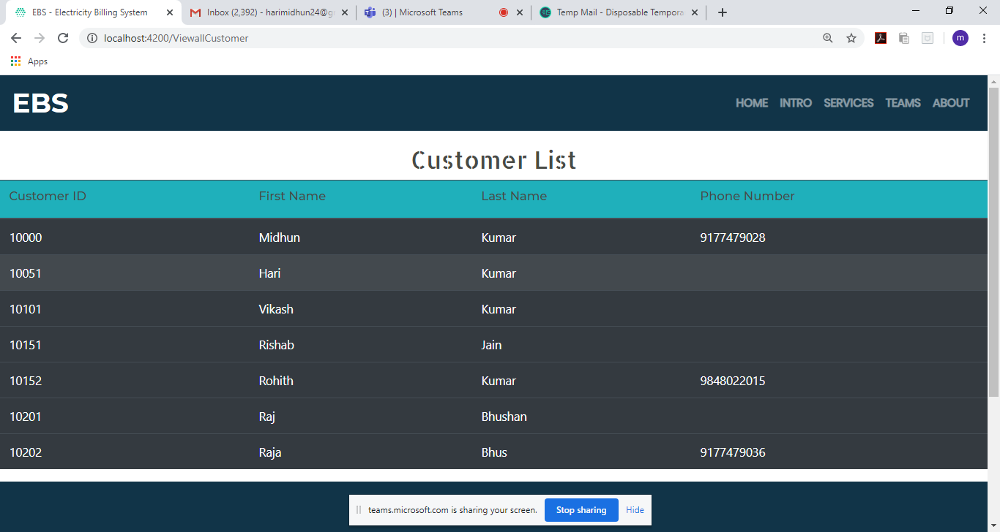 EBS - Electricity Billing System
Inbox (2,392) - harimidhun24@g
(3) | Microsoft Teams
Temp Mail - Disposable Tempora
localhost:4200/ViewallCustomer
m
Apps
EBS
HOME INTRO SERVICES TEAMS ABOUT
Customer List
Customer ID First Name Last Name Phone Number
10000 Midhun Kumar 9177479028
10051 Hari Kumar
10101 Vikash Kumar
10151 Rishab Jain
10152 Rohith Kumar 9848022015
10201 Raj Bhushan
10202 Raja Bhus 9177479036
teams.microsoft.com is sharing your screen. Stop sharing Hide